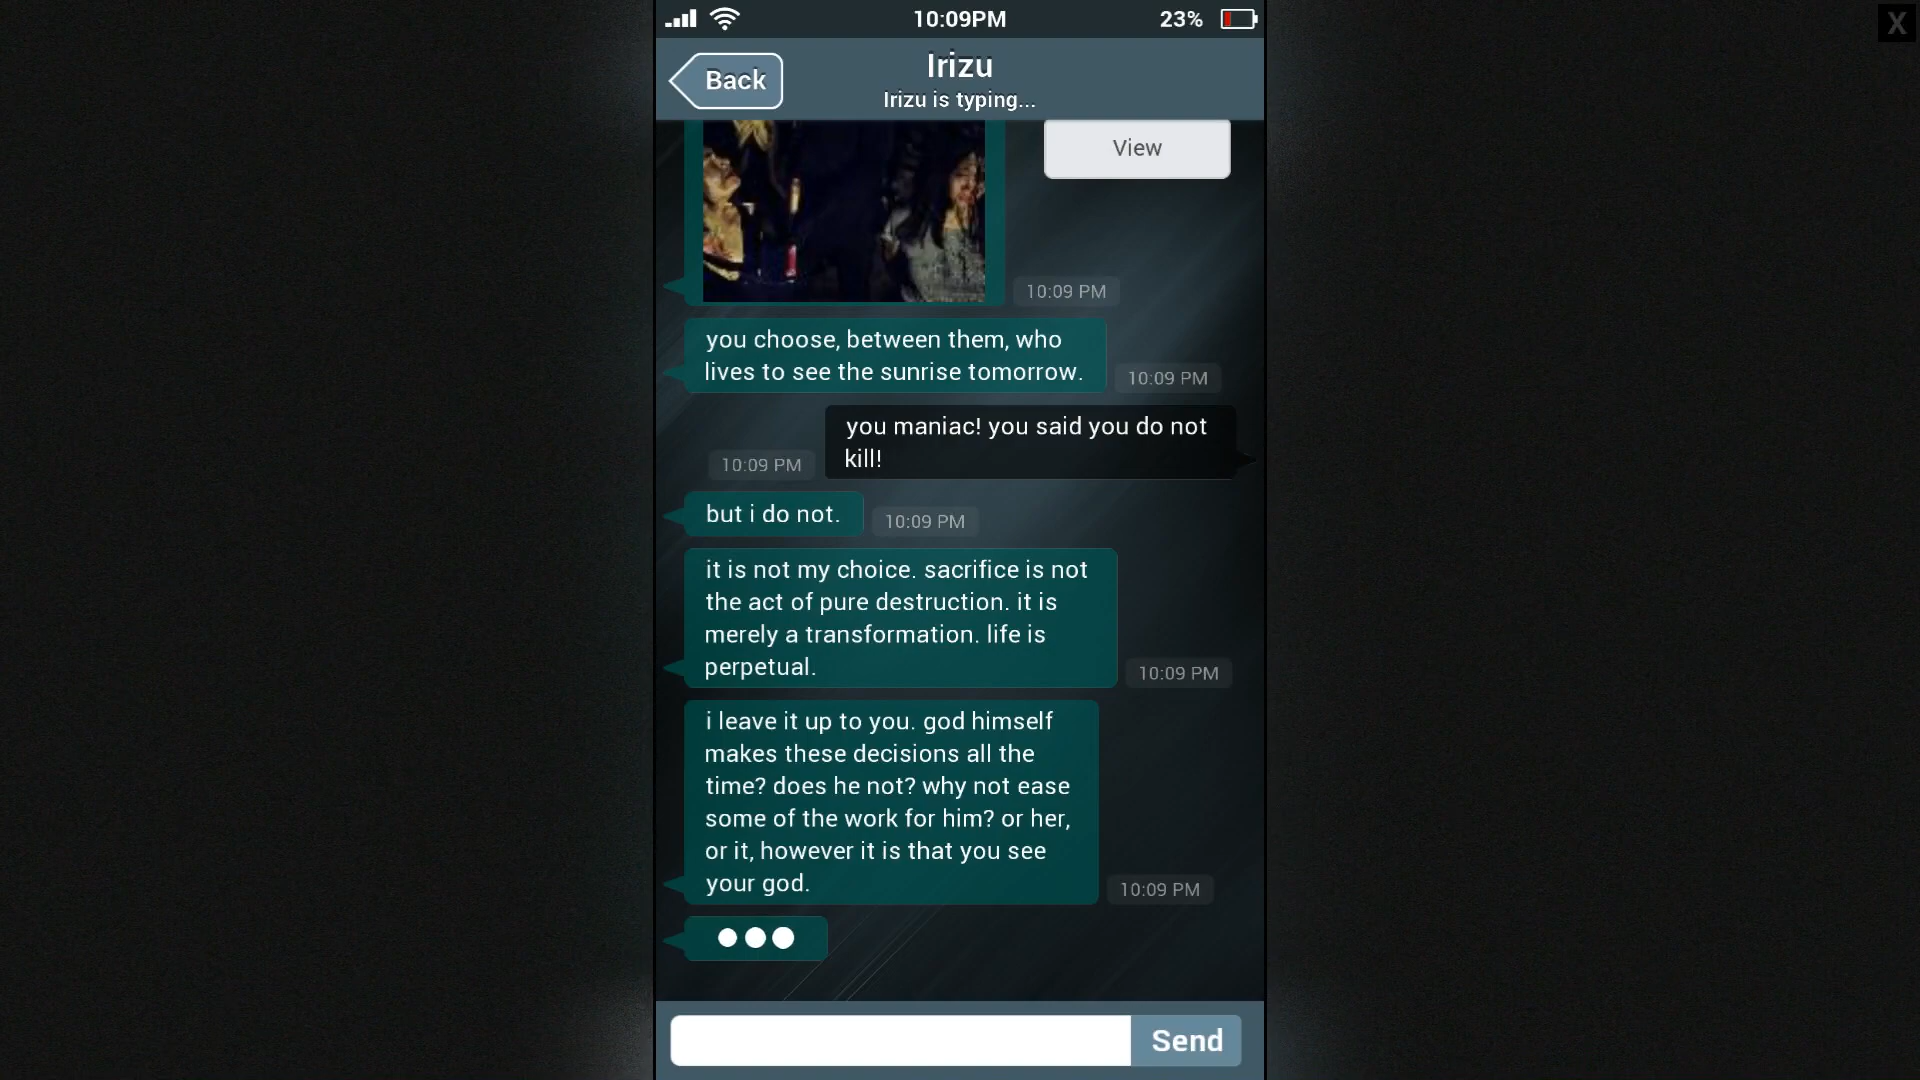 10:09PM
23%
X
Back
Irizu
Irizu is typing...
View
10:09 PM
you choose, between them, who
lives to see the sunrise tomorrow.
10:09 PM
you maniac! you said you do not
kill!
10:09 PM
but i do not.
10:09 PM
it is not my choice. sacrifice is not
the act of pure destruction. it is
merely a transformation. life is
perpetual.
10:09 PM
i leave it up to you. god himself
makes these decisions all the
time? does he not? why not ease
some of the work for him? or her,
or it, however it is that you see
your god.
10:09 PM
Send